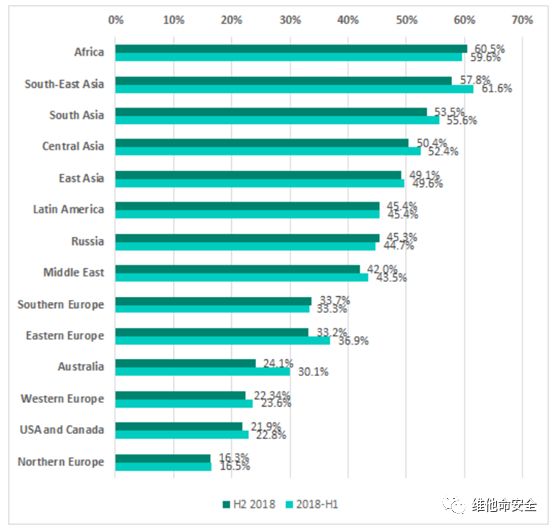 0% 10% 20% 30% 40% 50% 60% 70%
Africa 60.5%
59.6%
South-East Asia 57.8%
61.6%
South Asia 53.5%
55.6%
Central Asia 50.4%
52.4%
East Asia 49.1%
49.6%
Latin America 45.4%
45.4%
Russia 45.3%
44.7%
Middle East 42.0%
43.5%
Southern Europe 33.7%
33.3%
Eastern Europe 33.2%
36.9%
Australia 24.1%
30.1%
Western Europe 22.34%
23.6%
USA and Canada 21.9%
22.8%
Northern Europe 16.3%
16.5%
H2 2018 2018-H1
维他命安全